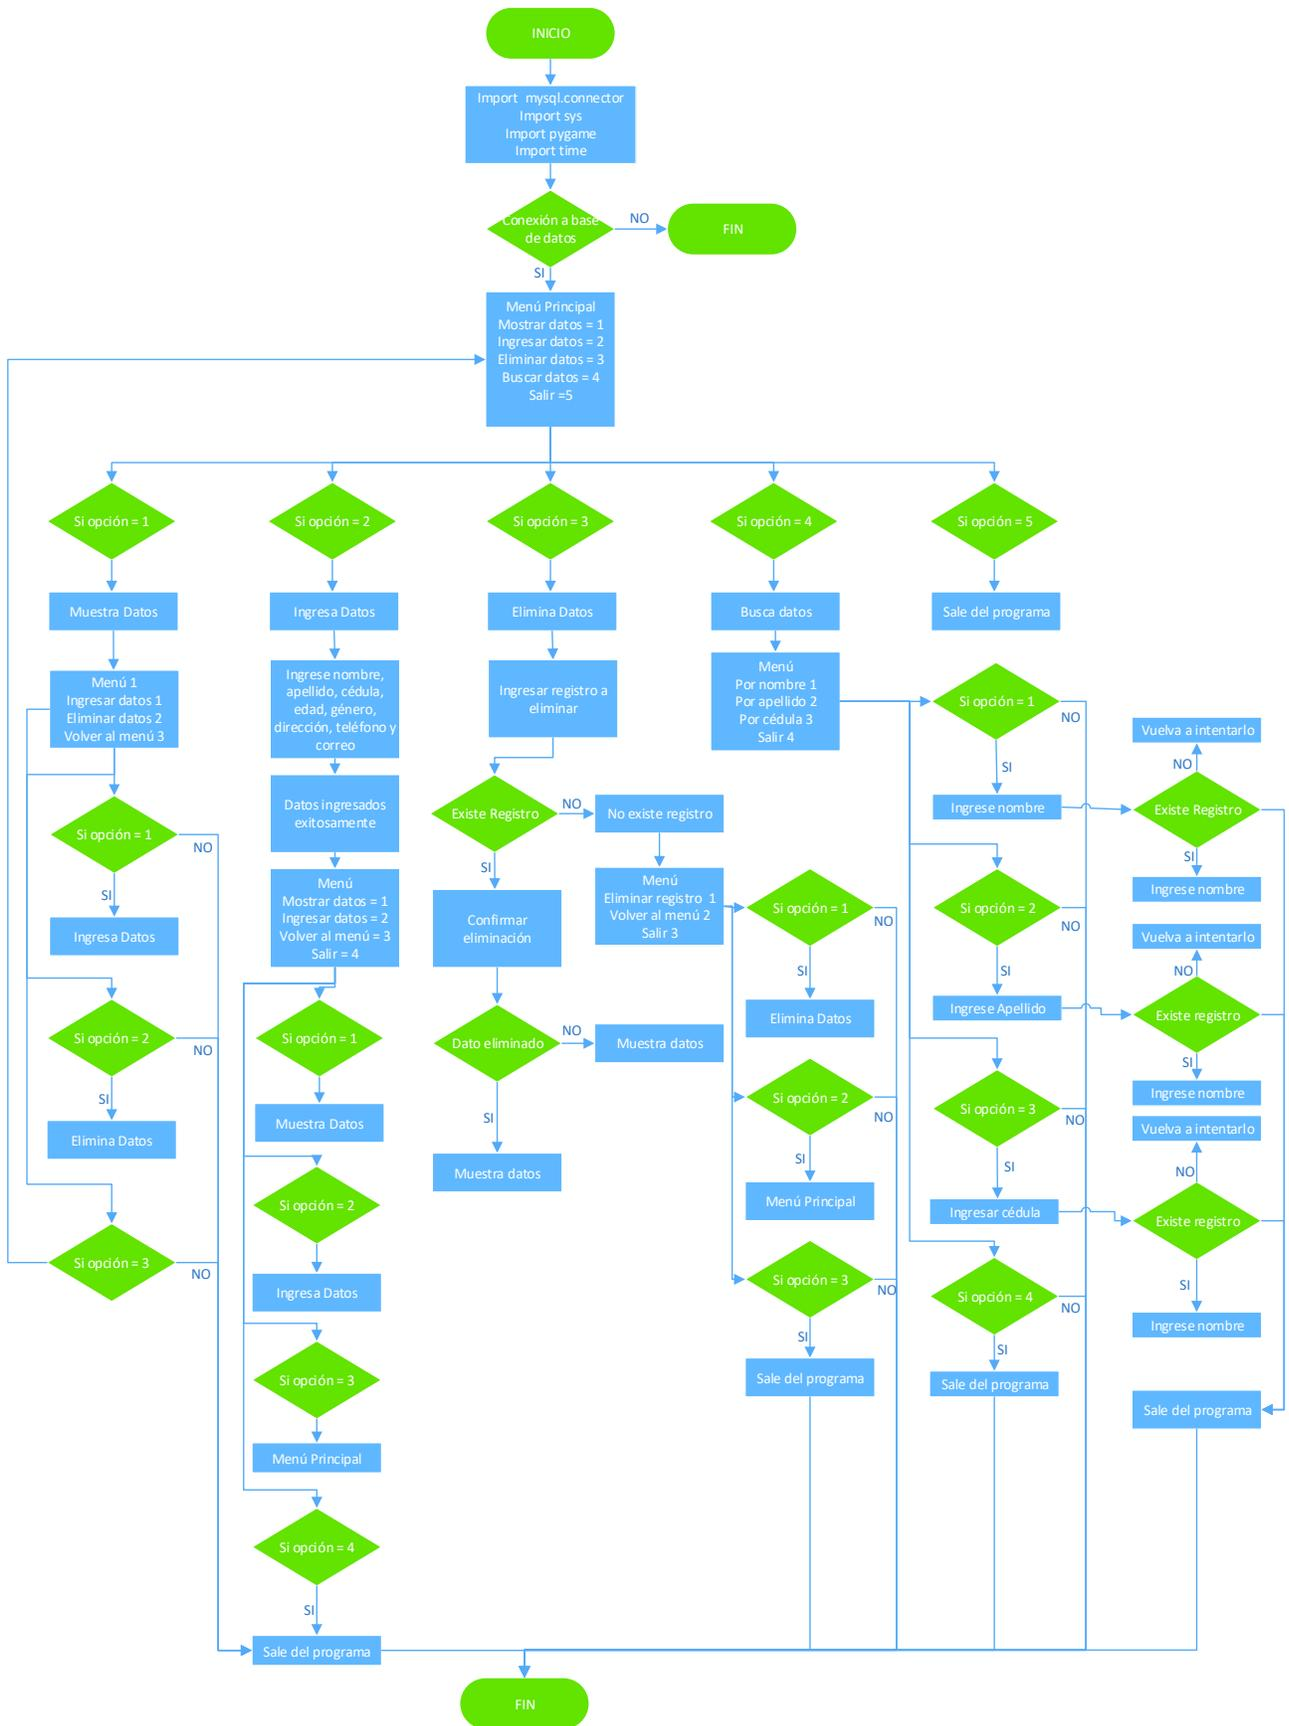 INICIO
Import mysql.connector
Import sys
Import pygame
Import time
Conexión a base
de datos
NO
FIN
SI
Menú Principal
Mostrar datos = 1
Ingresar datos = 2
Eliminar datos = 3
Buscar datos = 4
Salir =5
Si opción = 1
Si opción = 2
Si opción = 3
Si opción = 4
Si opción = 5
Muestra Datos
Ingresa Datos
Elimina Datos
Busca datos
Sale del programa
Menú 1
Ingresar datos 1
Eliminar datos 2
Volver al menú 3
Si opción = 1
NO
SI
Ingresa Datos
Si opción = 2
NO
SI
Elimina Datos
Si opción = 3
NO
Ingrese nombre,
apellido, cédula,
edad, género,
dirección, teléfono y
correo
Datos ingresados
exitosamente
Menú
Mostrar datos = 1
Ingresar datos = 2
Volver al menú = 3
Salir = 4
Si opción = 1
Muestra Datos
Si opción = 2
Ingresa Datos
Si opción = 3
Menú Principal
Si opción = 4
SI
Sale del programa
Ingresar registro a
eliminar
Existe Registro
NO
No existe registro
SI
Confirmar
eliminación
Dato eliminado
NO
Muestra datos
SI
Muestra datos
Menú
Eliminar registro 1
Volver al menú 2
Salir 3
Si opción = 1
NO
SI
Elimina Datos
Si opción = 2
NO
SI
Menú Principal
Si opción = 3
NO
SI
Sale del programa
Menú
Por nombre 1
Por apellido 2
Por cédula 3
Salir 4
Si opción = 1
NO
SI
Ingrese nombre
Vuelva a intentarlo
NO
Existe Registro
SI
Ingrese nombre
Si opción = 2
NO
SI
Ingrese Apellido
Vuelva a intentarlo
NO
Existe registro
SI
Ingrese nombre
Si opción = 3
NO
SI
Ingresar cédula
Vuelva a intentarlo
NO
Existe registro
SI
Ingrese nombre
Si opción = 4
NO
SI
Sale del programa
Sale del programa
FIN